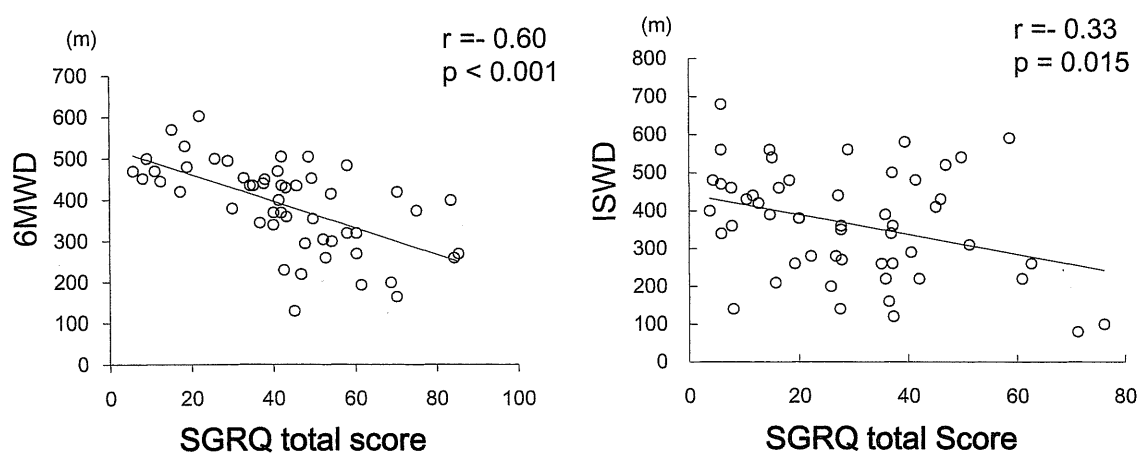 (m)
r =- 0.60
p < 0.001
700
600
500
400
300
200
100
0
6MWD
0 20 40 60 80 100
SGRQ total score
(m)
r =- 0.33
p = 0.015
800
700
600
500
400
300
200
100
0
ISWD
0 20 40 60 80
SGRQ total Score